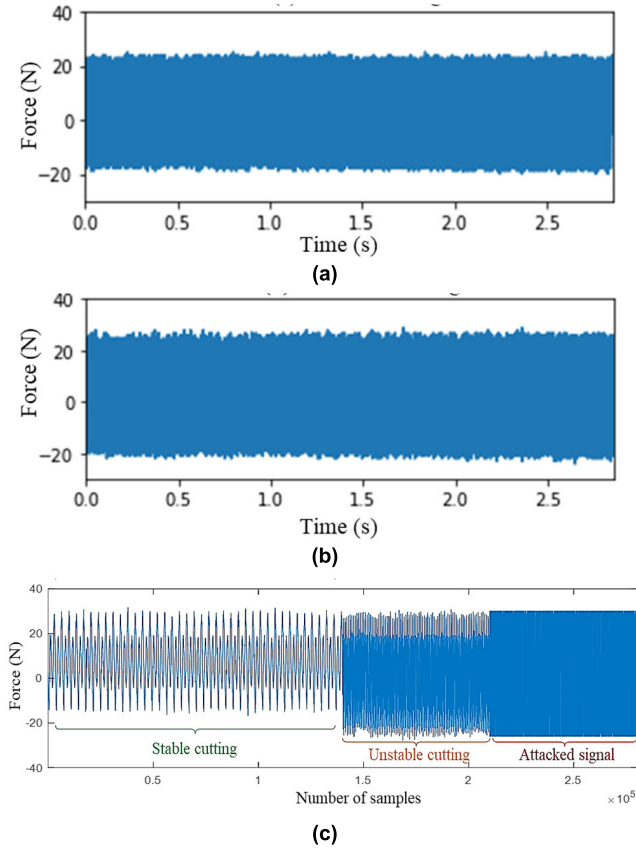 40
20
0
−20
Force (N)
0.0 0.5 1.0 1.5 2.0 2.5
Time (s)
(a)
40
20
0
−20
Force (N)
0.0 0.5 1.0 1.5 2.0 2.5
Time (s)
(b)
40
20
0
-20
-40
Force (N)
Stable cutting Unstable cutting Attacked signal
0.5 1 1.5 2 2.5
Number of samples ×10⁵
(c)